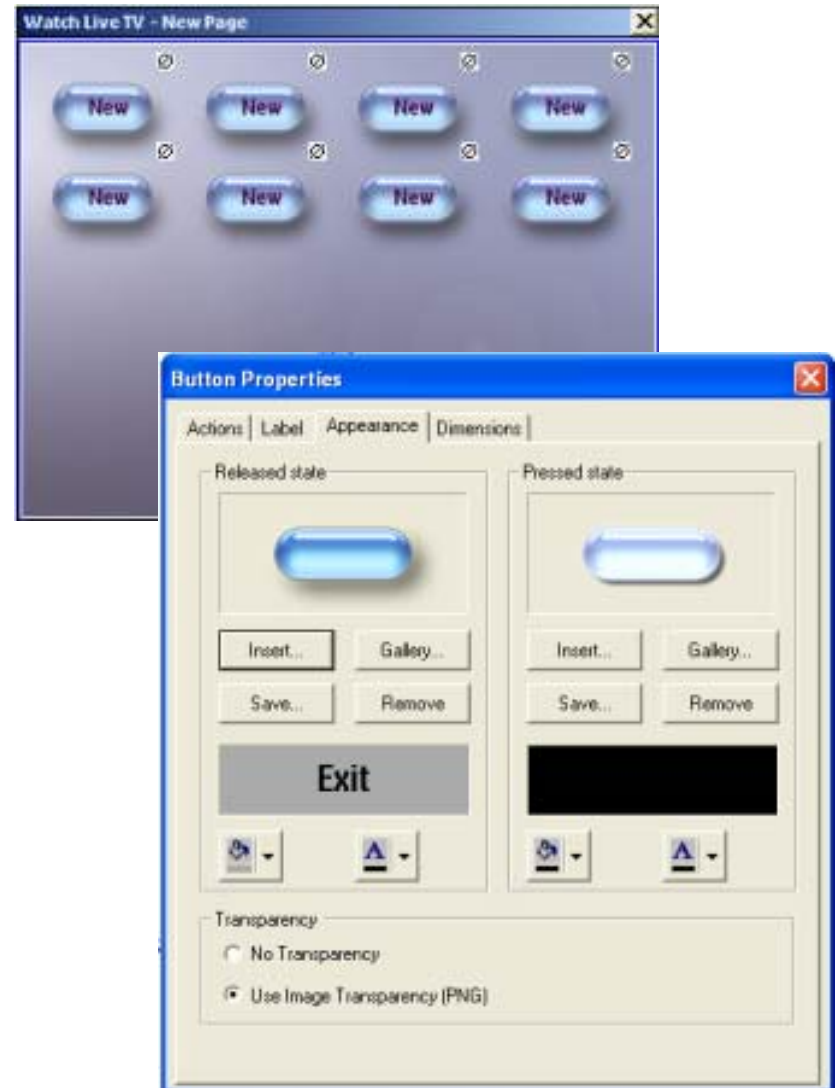 Watch Live TV - New Page
New New New New
New New New New
Button Properties
Actions Label Appearance Dimensions
Released state Pressed state
Insert... Gallery... Insert... Gallery...
Save... Remove Save... Remove
Exit
A A
Transparency
No Transparency
Use Image Transparency (PNG)